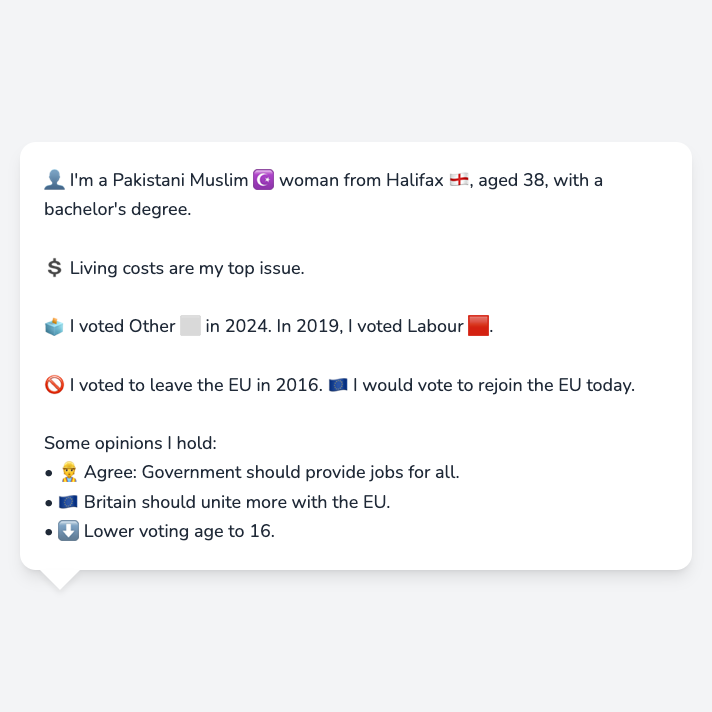 👤 I'm a Pakistani Muslim ☪️ woman from Halifax 🏴󠁧󠁢󠁥󠁮󠁧󠁿, aged 38, with a
bachelor's degree.
💲 Living costs are my top issue.
🗳️ I voted Other ⬜ in 2024. In 2019, I voted Labour 🟥.
🚫 I voted to leave the EU in 2016. 🇪🇺 I would vote to rejoin the EU today.
Some opinions I hold:
• 👷 Agree: Government should provide jobs for all.
• 🇪🇺 Britain should unite more with the EU.
• ⬇️ Lower voting age to 16.